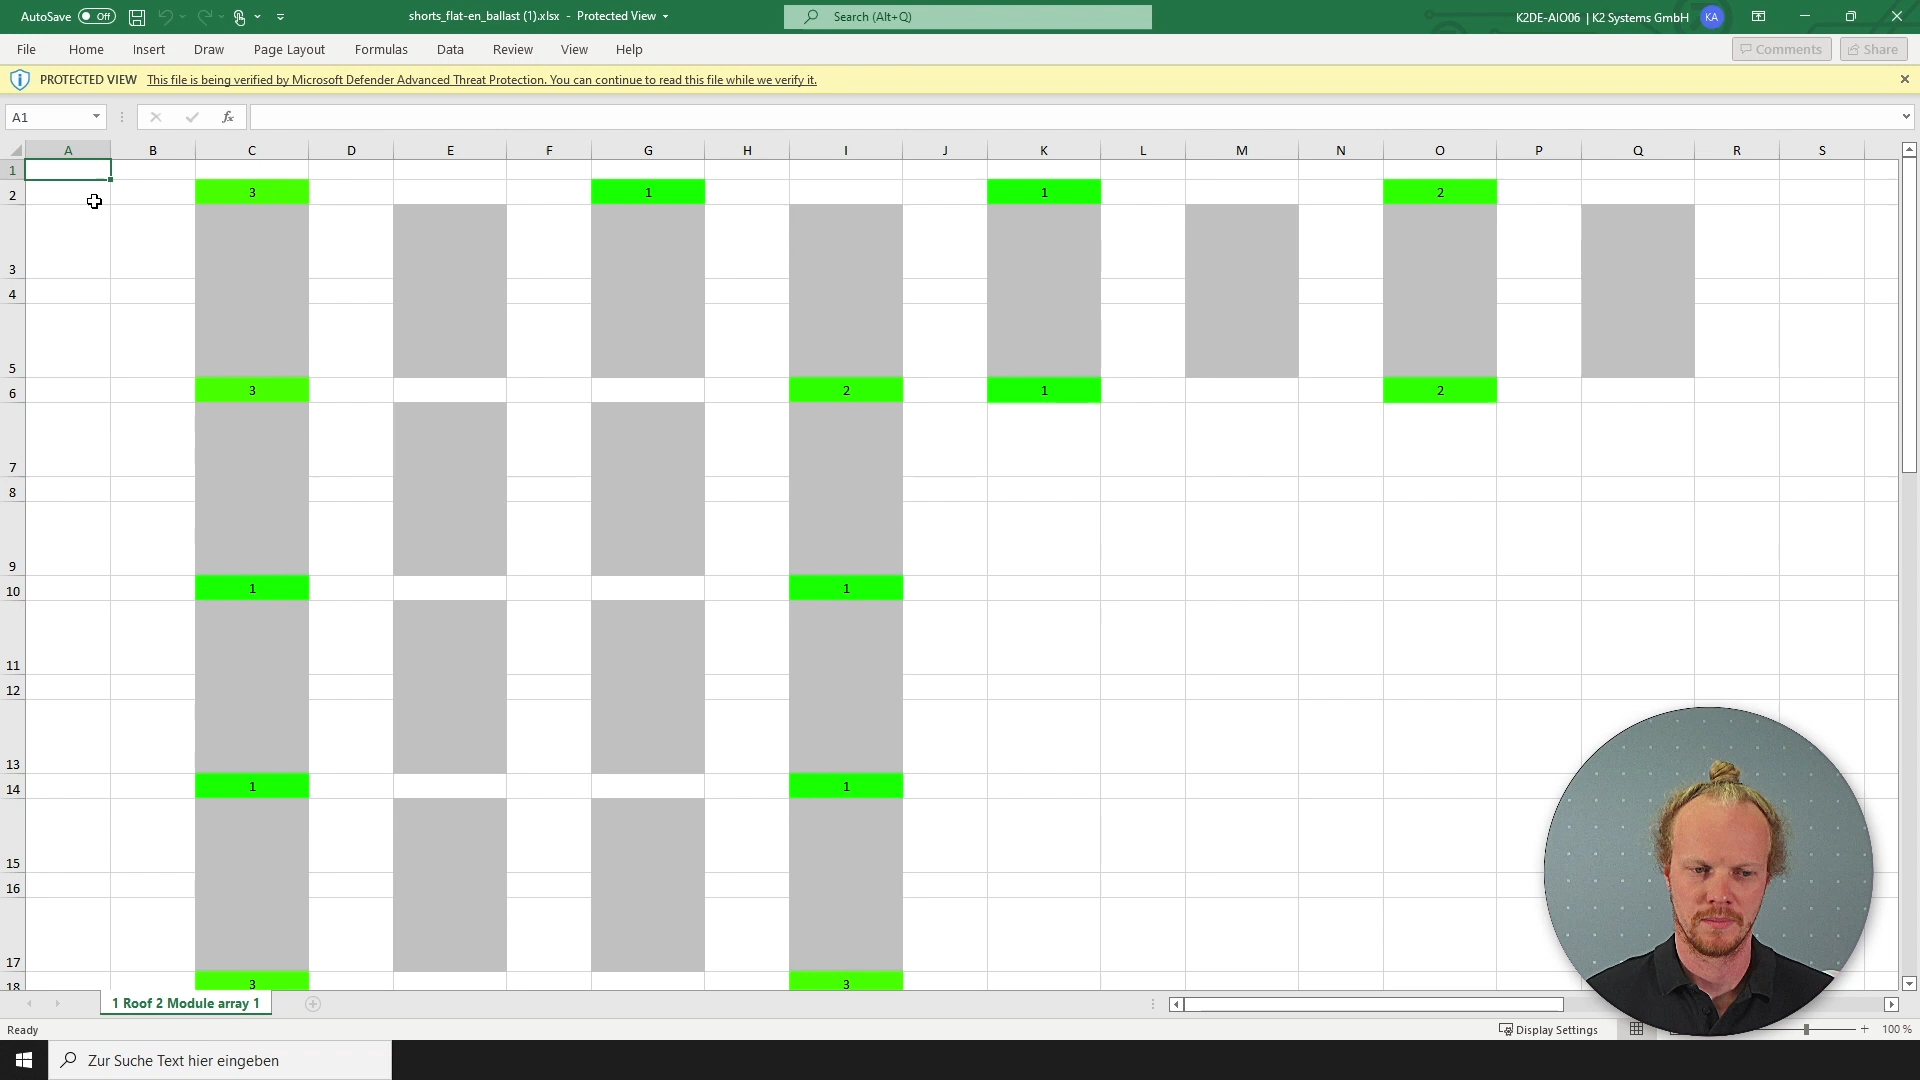 AutoSave Off shorts_flat-en_ballast (1).xlsx - Protected View Search (Alt+Q) K2DE-AIO06 | K2 Systems GmbH KA
File Home Insert Draw Page Layout Formulas Data Review View Help Comments Share
PROTECTED VIEW This file is being verified by Microsoft Defender Advanced Threat Protection. You can continue to read this file while we verify it.
A1 fx
A B C D E F G H I J K L M N O P Q R S
1
2 3 1 1 2
3
4
5
6 3 2 1 2
7
8
9
10 1 1
11
12
13
14 1 1
15
16
17
18 3 3
1 Roof 2 Module array 1
Ready Display Settings 100 %
Zur Suche Text hier eingeben